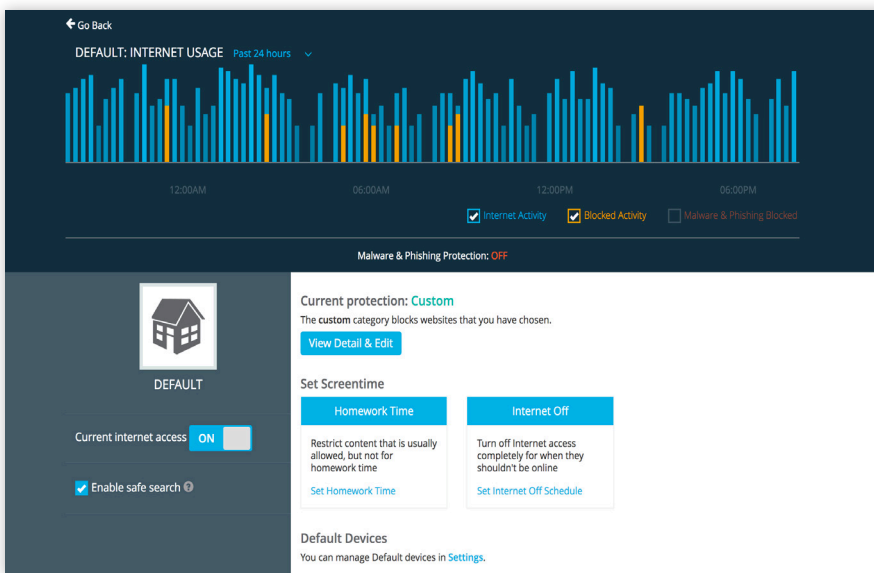 Go Back
DEFAULT: INTERNET USAGE Past 24 hours
12:00AM 06:00AM 12:00PM 06:00PM
Internet Activity Blocked Activity Malware & Phishing Blocked
Malware & Phishing Protection: OFF
DEFAULT
Current internet access ON
Enable safe search ?
Current protection: Custom
The custom category blocks websites that you have chosen.
View Detail & Edit
Set Screentime
Homework Time
Restrict content that is usually
allowed, but not for
homework time
Set Homework Time
Internet Off
Turn off Internet access
completely for when they
shouldn't be online
Set Internet Off Schedule
Default Devices
You can manage Default devices in Settings.